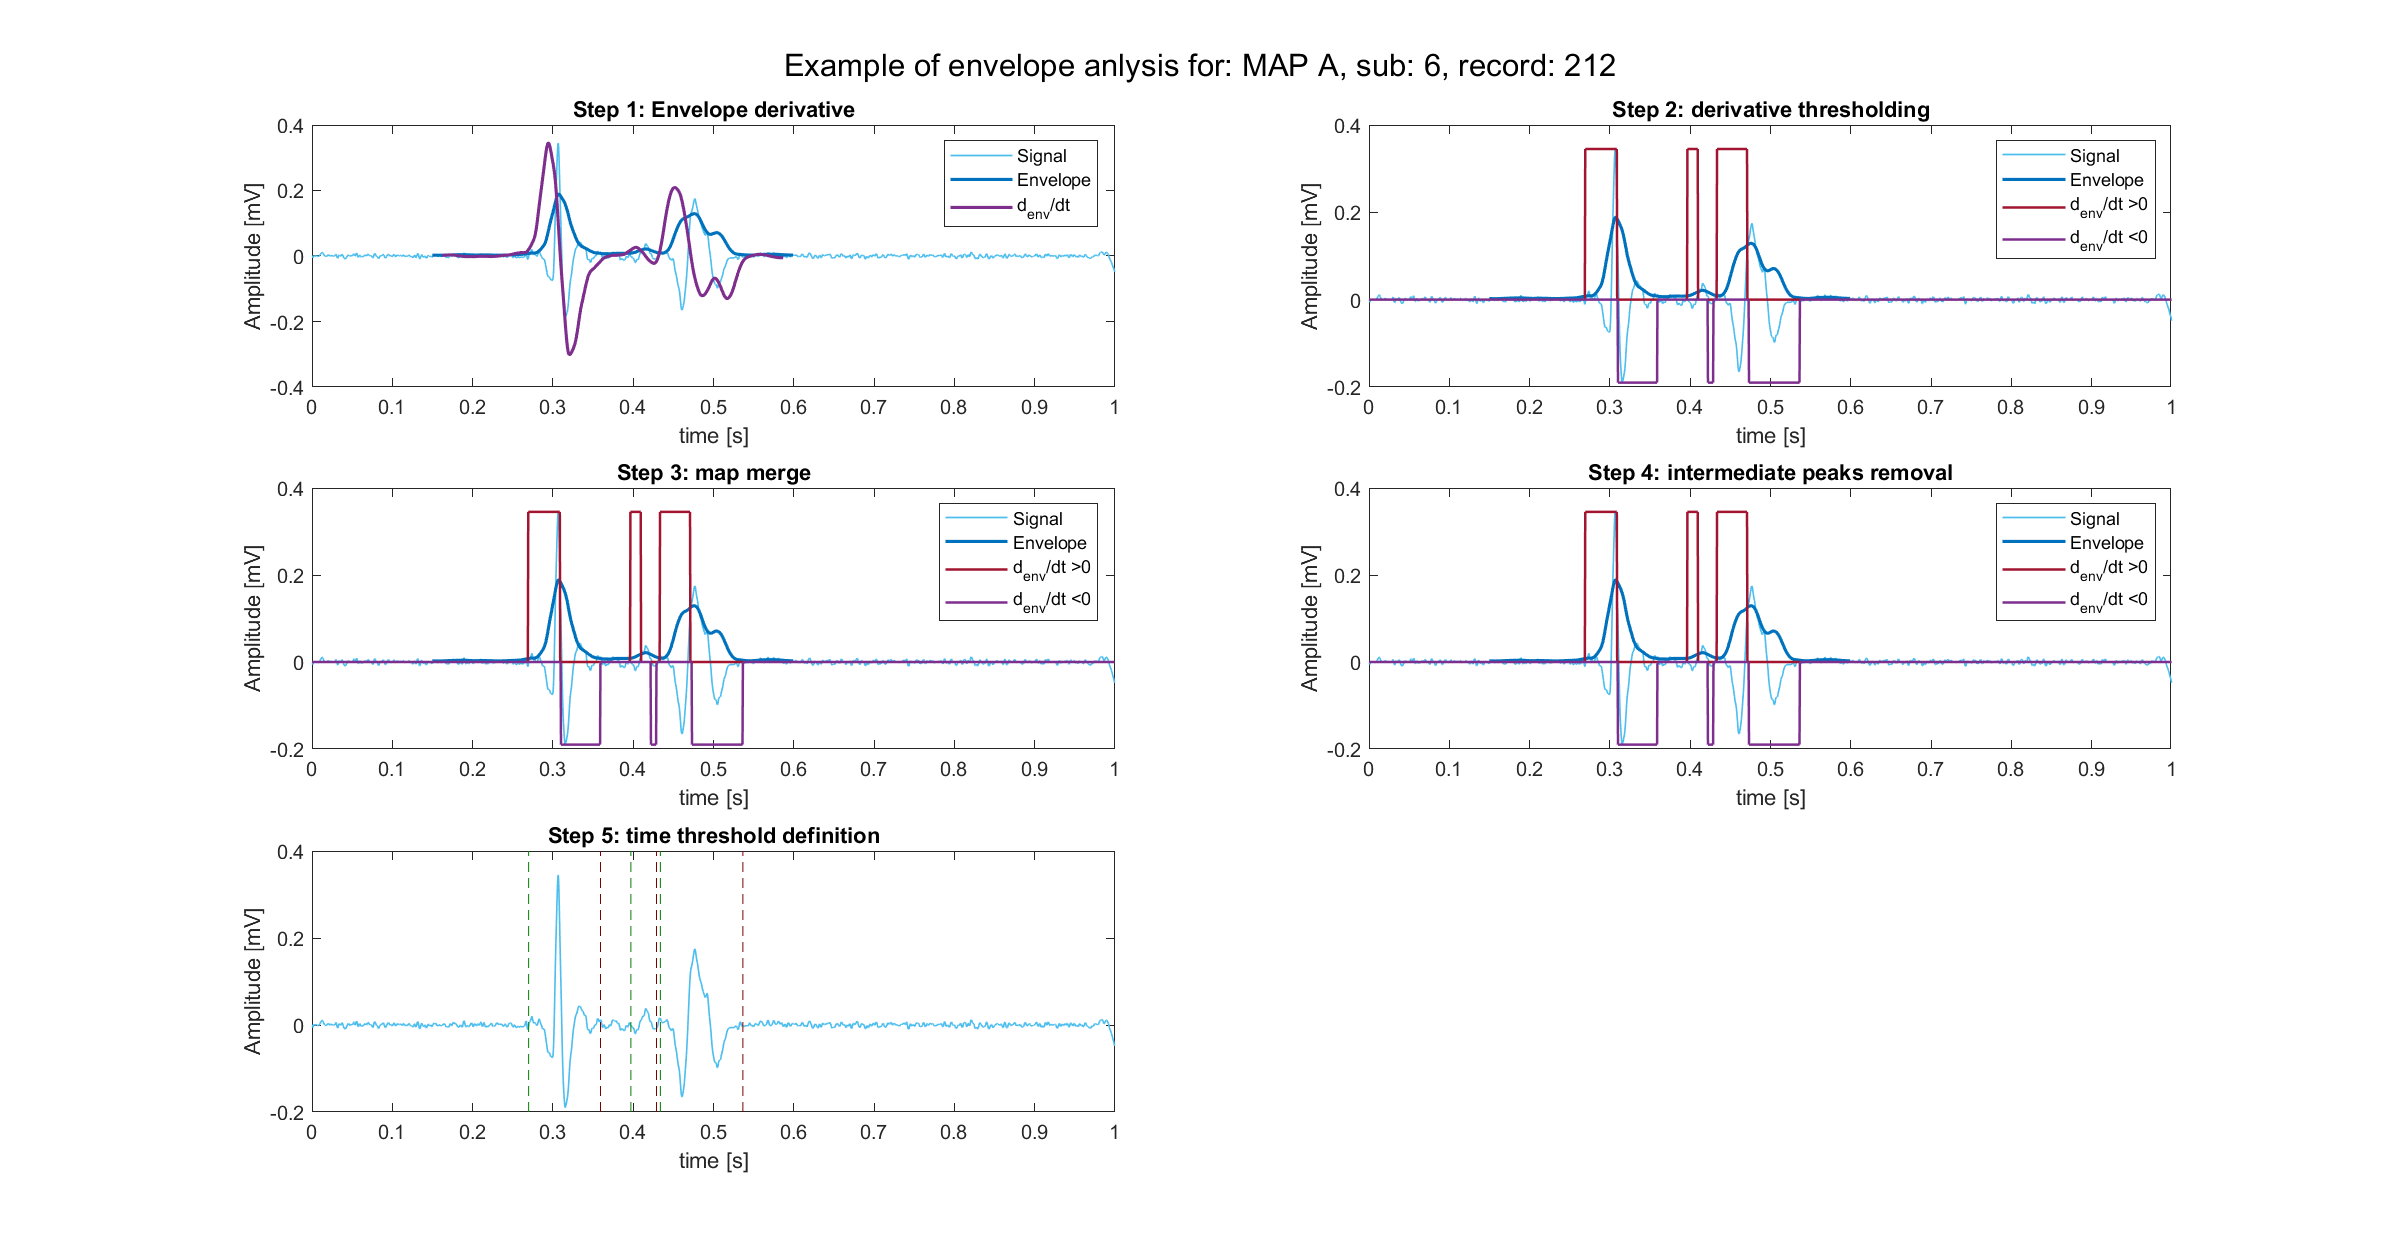 Example of envelope anlysis for: MAP A, sub: 6, record: 212
Step 1: Envelope derivative
0.4
0.2
0
-0.2
-0.4
Amplitude [mV]
0 0.1 0.2 0.3 0.4 0.5 0.6 0.7 0.8 0.9 1
time [s]
Signal
Envelope
d_env/dt
Step 2: derivative thresholding
0.4
0.2
0
-0.2
Amplitude [mV]
0 0.1 0.2 0.3 0.4 0.5 0.6 0.7 0.8 0.9 1
time [s]
Signal
Envelope
d_env/dt >0
d_env/dt <0
Step 3: map merge
0.4
0.2
0
-0.2
Amplitude [mV]
0 0.1 0.2 0.3 0.4 0.5 0.6 0.7 0.8 0.9 1
time [s]
Signal
Envelope
d_env/dt >0
d_env/dt <0
Step 4: intermediate peaks removal
0.4
0.2
0
-0.2
Amplitude [mV]
0 0.1 0.2 0.3 0.4 0.5 0.6 0.7 0.8 0.9 1
time [s]
Signal
Envelope
d_env/dt >0
d_env/dt <0
Step 5: time threshold definition
0.4
0.2
0
-0.2
Amplitude [mV]
0 0.1 0.2 0.3 0.4 0.5 0.6 0.7 0.8 0.9 1
time [s]